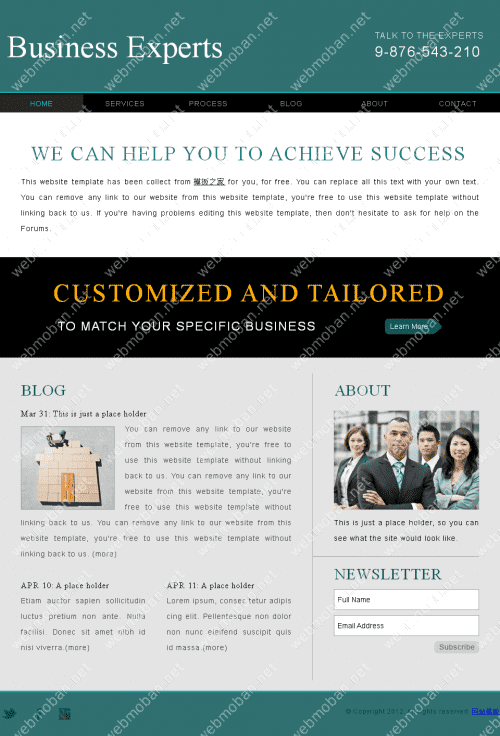 Business Experts
TALK TO THE EXPERTS
9-876-543-210
HOME SERVICES PROCESS BLOG ABOUT CONTACT
WE CAN HELP YOU TO ACHIEVE SUCCESS
This website template has been collect from 模板之家 for you, for free. You can replace all this text with your own text.
You can remove any link to our website from this website template, you're free to use this website template without
linking back to us. If you're having problems editing this website template, then don't hesitate to ask for help on the
Forums.
CUSTOMIZED AND TAILORED
TO MATCH YOUR SPECIFIC BUSINESS
Learn More
BLOG
Mar 31: This is just a place holder
You can remove any link to our website
from this website template, you're free to
use this website template without linking
back to us. You can remove any link to our
website from this website template, you're
free to use this website template without
linking back to us. You can remove any link to our website from this
website template, you're free to use this website template without
linking back to us. (more)
APR 10: A place holder
Etiam auctor sapien sollicitudin
luctus pretium non ante. Nulla
facilisi. Donec sit amet nibh id
nisi viverra.(more)
APR 11: A place holder
Lorem ipsum, consec tetur adipis
cing elit. Pellentesque non dolor
non nunc eleifend suscipit quis
id massa.(more)
ABOUT
This is just a place holder, so you can
see what the site would look like.
NEWSLETTER
Full Name
Email Address
Subscribe
© Copyright 2012. All rights reserved. 网站模板
webmoban.net